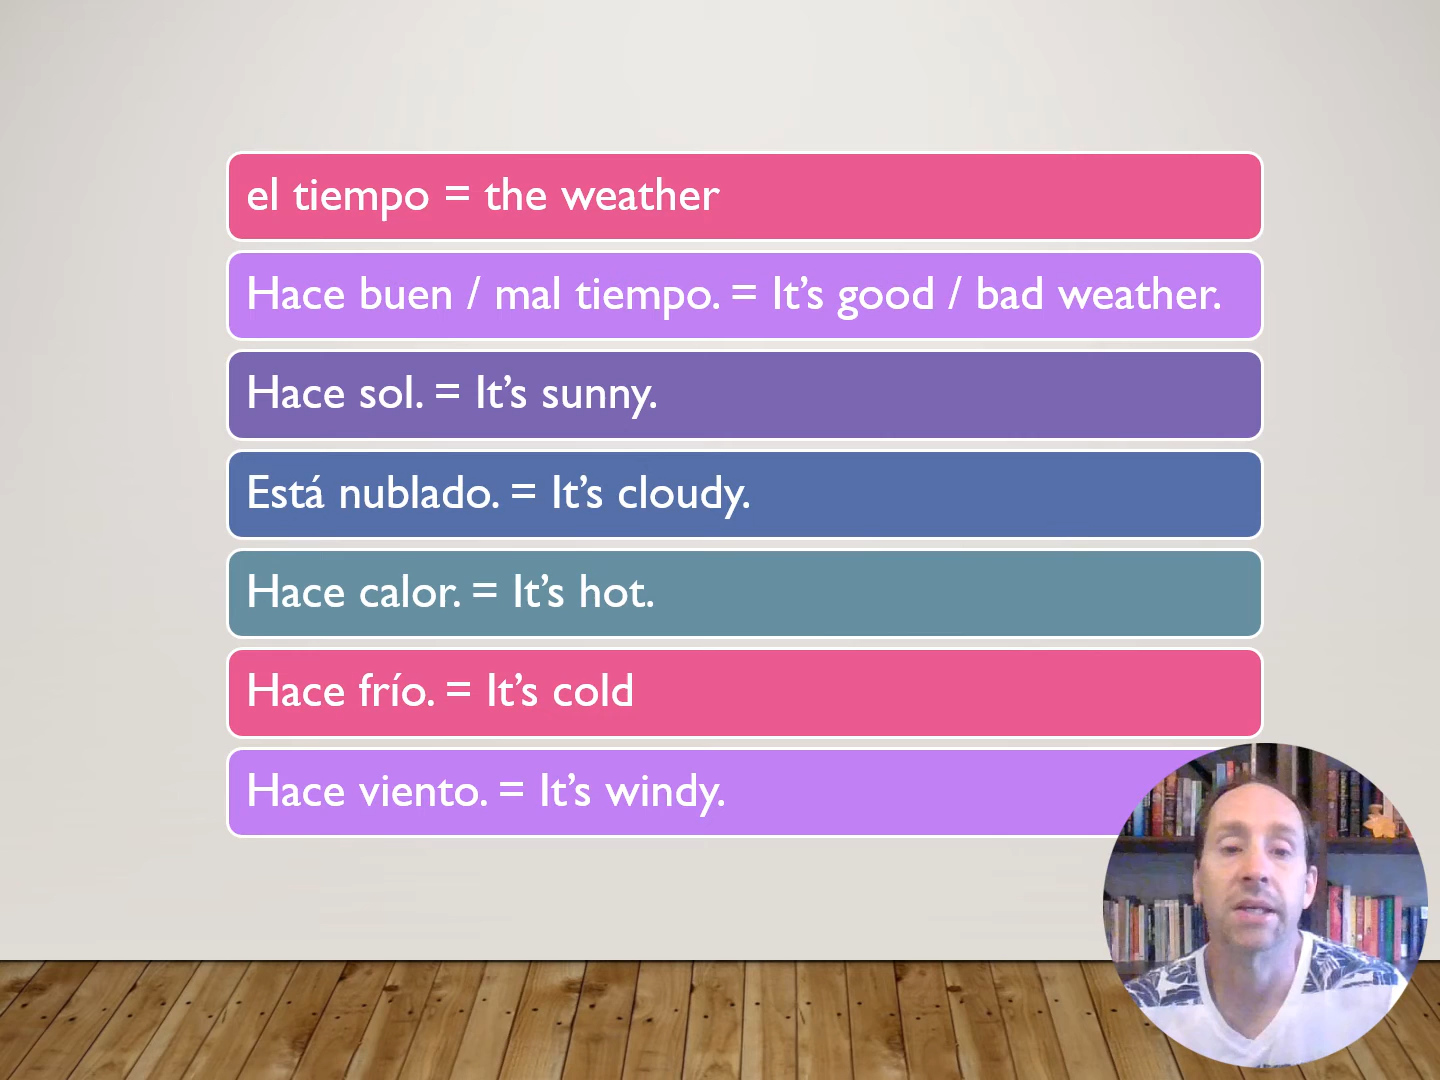 el tiempo = the weather
Hace buen / mal tiempo. = It’s good / bad weather.
Hace sol. = It’s sunny.
Está nublado. = It’s cloudy.
Hace calor. = It’s hot.
Hace frío. = It’s cold
Hace viento. = It’s windy.